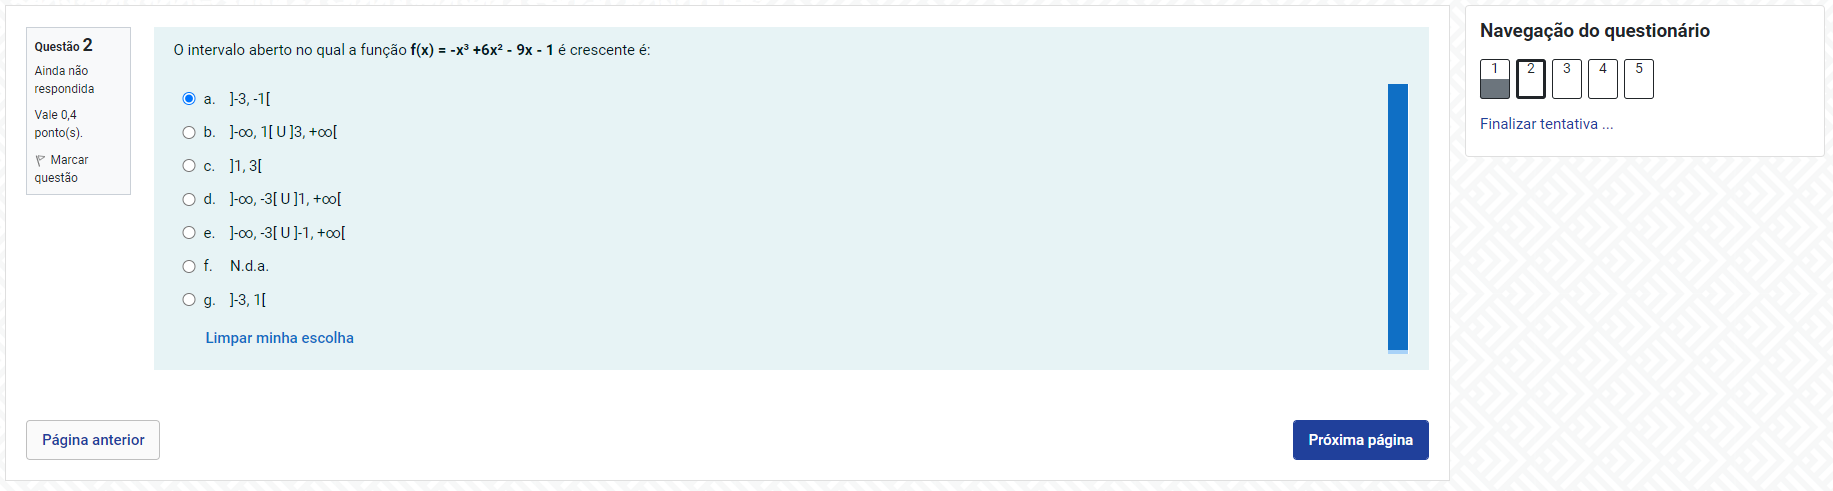 Questão 2
Ainda não
respondida
Vale 0,4
ponto(s).
Marcar
questão
O intervalo aberto no qual a função f(x) = -x³ +6x² - 9x - 1 é crescente é:
a. ]-3, -1[
b. ]-∞, 1[ U ]3, +∞[
c. ]1, 3[
d. ]-∞, -3[ U ]1, +∞[
e. ]-∞, -3[ U ]-1, +∞[
f. N.d.a.
g. ]-3, 1[
Limpar minha escolha
Página anterior
Próxima página
Navegação do questionário
1 2 3 4 5
Finalizar tentativa ...